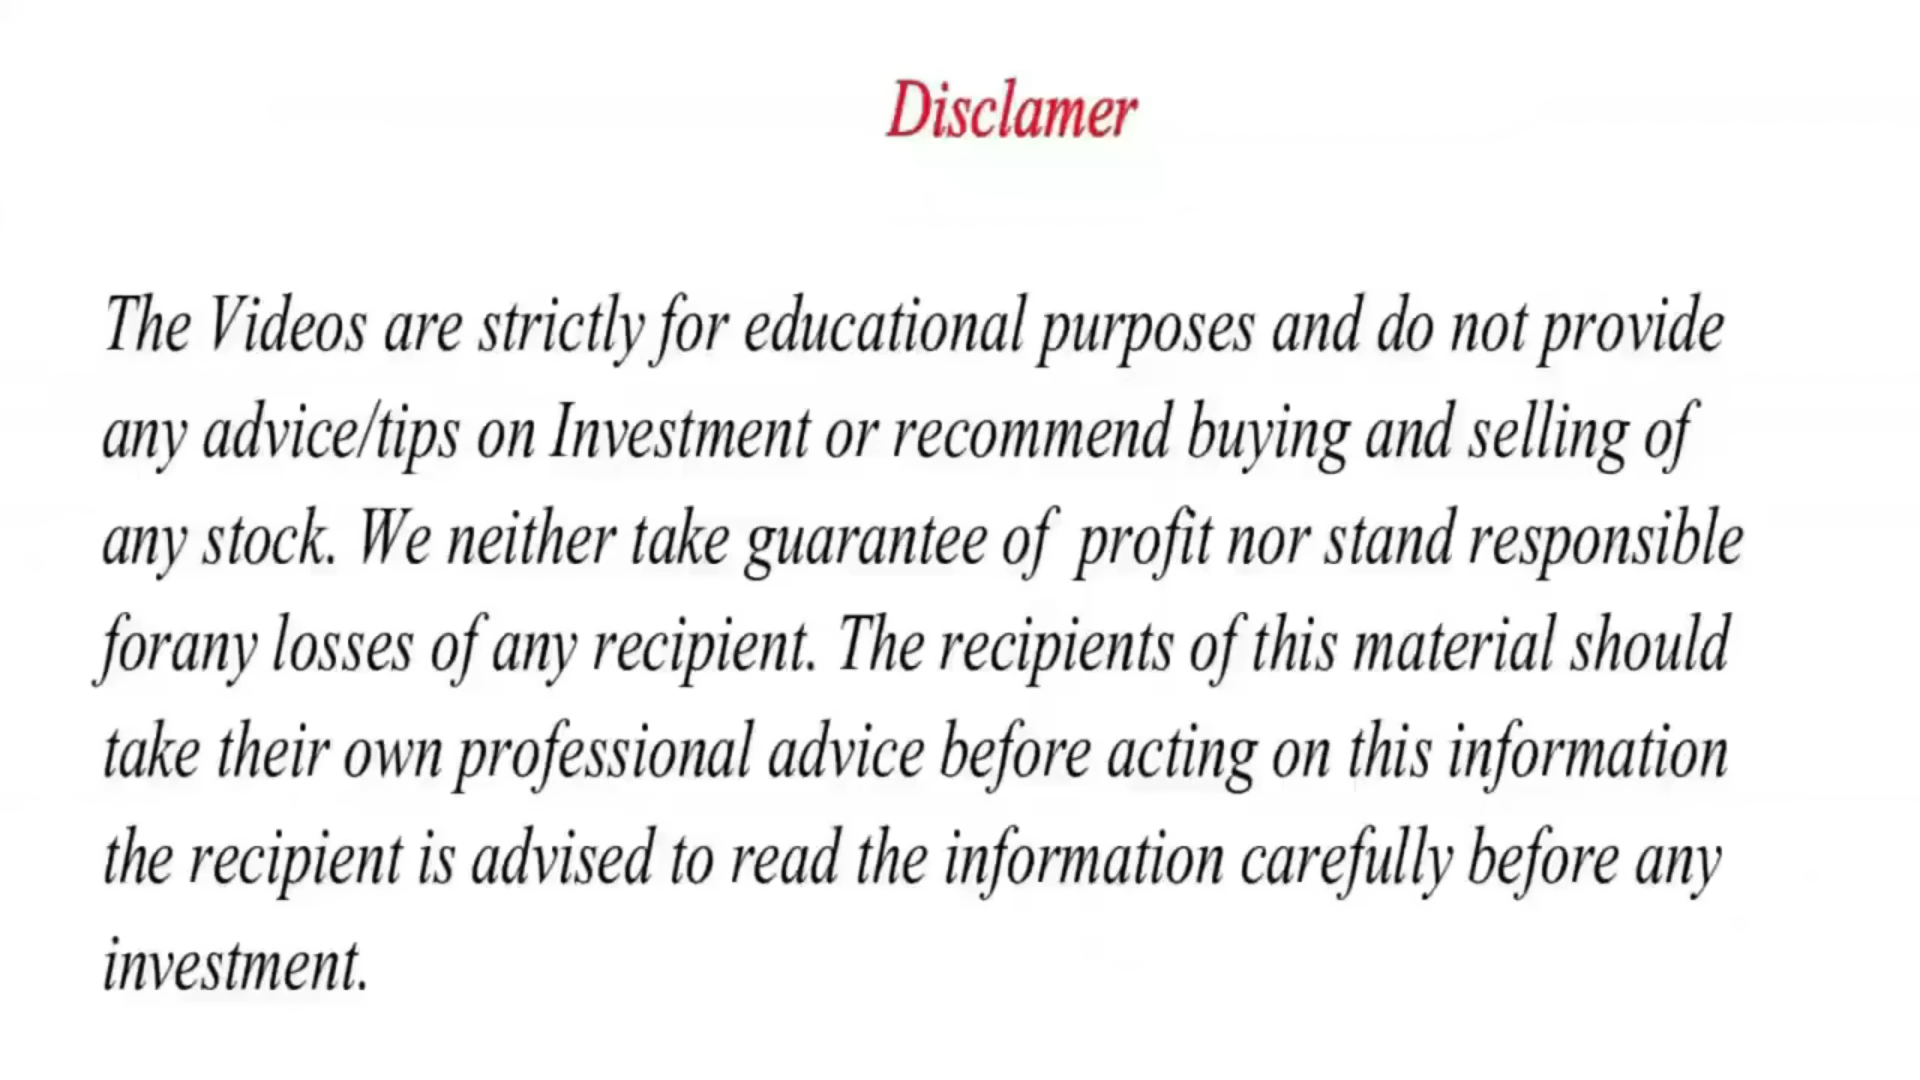 Disclamer
The Videos are strictly for educational purposes and do not provide
any advice/tips on Investment or recommend buying and selling of
any stock. We neither take guarantee of profit nor stand responsible
forany losses of any recipient. The recipients of this material should
take their own professional advice before acting on this information
the recipient is advised to read the information carefully before any
investment.